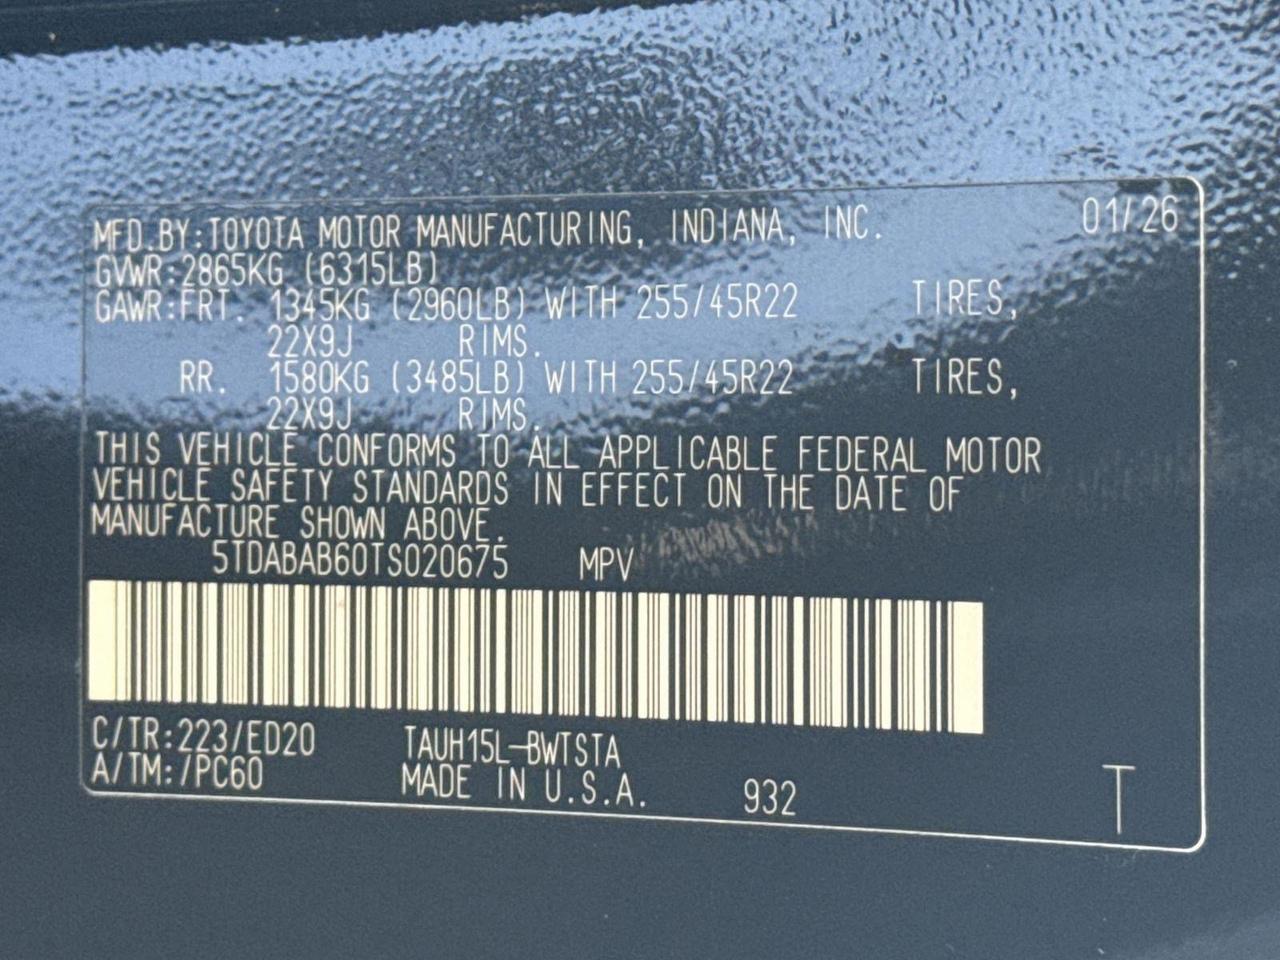 MFD.BY:TOYOTA MOTOR MANUFACTURING, INDIANA, INC. 01/26
GVWR:2865KG (6315LB)
GAWR:FRT. 1345KG (2960LB) WITH 255/45R22 TIRES,
22X9J RIMS.
RR. 1580KG (3485LB) WITH 255/45R22 TIRES,
22X9J RIMS.
THIS VEHICLE CONFORMS TO ALL APPLICABLE FEDERAL MOTOR
VEHICLE SAFETY STANDARDS IN EFFECT ON THE DATE OF
MANUFACTURE SHOWN ABOVE.
5TDABAB60TS020675 MPV
C/TR:223/ED20 TAUH15L-BWTSTA
A/TM:/PC60 MADE IN U.S.A. 932 T